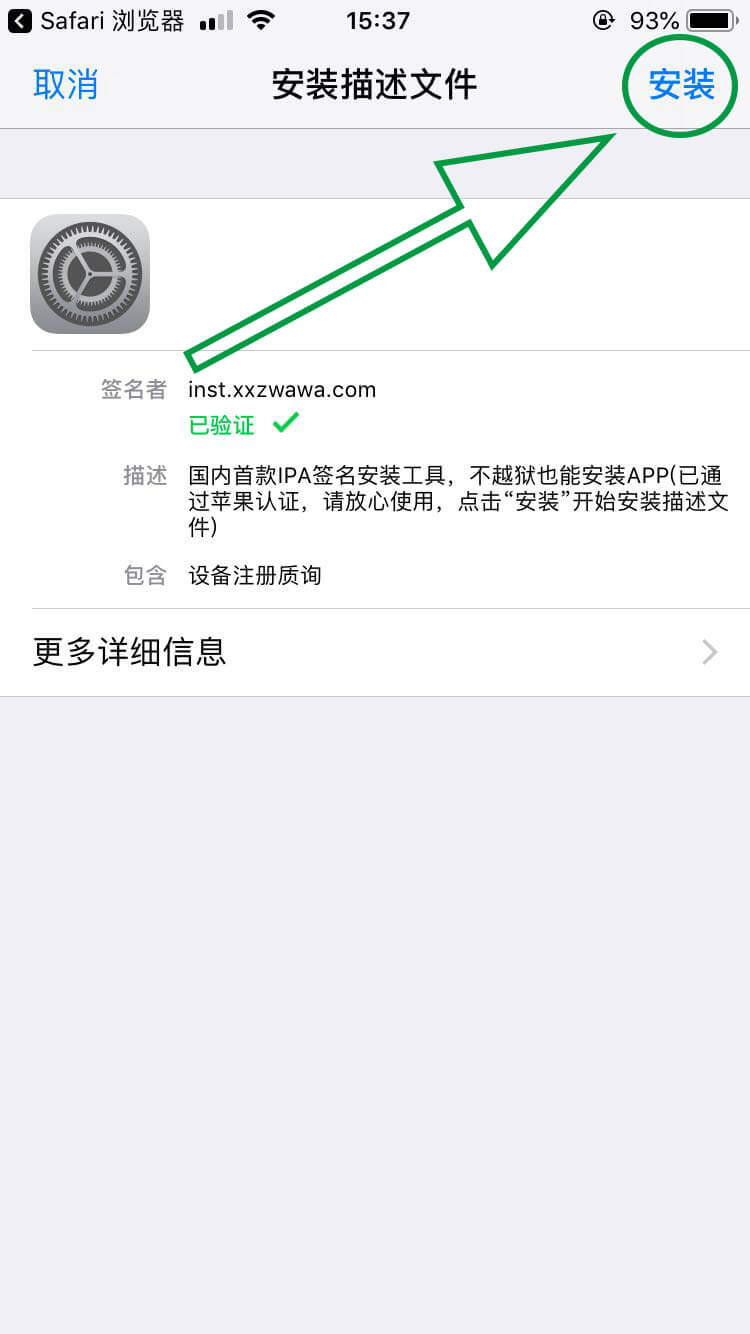 Safari 浏览器 15:37 93%
取消 安装描述文件 安装
签名者 inst.xxzwawa.com
已验证
描述 国内首款IPA签名安装工具，不越狱也能安装APP(已通
过苹果认证，请放心使用，点击“安装”开始安装描述文
件)
包含 设备注册质询
更多详细信息